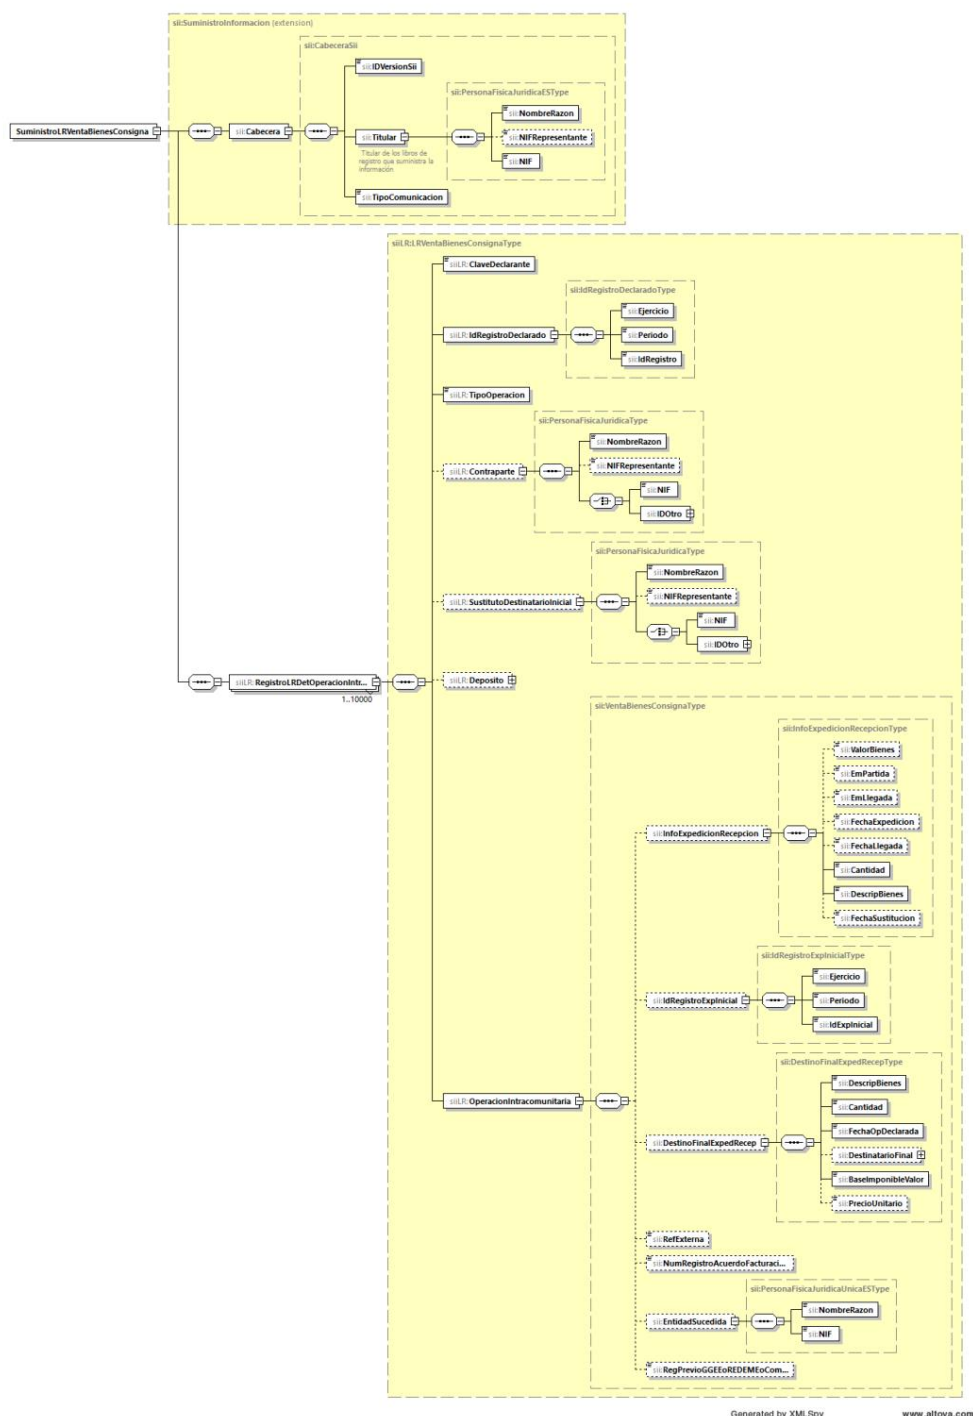 sii:SuministroInformacion (extension)
sii:CabeceraSii
sii:IDVersionSii
sii:PersonaFisicaJuridicaESType
sii:NombreRazon
SuministroLRVentaBienesConsigna
sii:Cabecera
sii:Titular
sii:NIFRepresentante
Titular de los libros de
registro que suministra la
información
sii:NIF
sii:TipoComunicacion
siiLR:LRVentaBienesConsignaType
siiLR:ClaveDeclarante
sii:IdRegistroDeclaradoType
sii:Ejercicio
siiLR:IdRegistroDeclarado
sii:Periodo
sii:IdRegistro
siiLR:TipoOperacion
sii:PersonaFisicaJuridicaType
sii:NombreRazon
siiLR:Contraparte
sii:NIFRepresentante
sii:NIF
sii:IDOtro
sii:PersonaFisicaJuridicaType
sii:NombreRazon
siiLR:SustitutoDestinatarioInicial
sii:NIFRepresentante
sii:NIF
sii:IDOtro
siiLR:RegistroLRDetOperacionIntr...
1..10000
siiLR:Deposito
sii:VentaBienesConsignaType
sii:InfoExpedicionRecepcionType
sii:ValorBienes
sii:EmPartida
sii:EmLlegada
sii:FechaExpedicion
sii:InfoExpedicionRecepcion
sii:FechaLlegada
sii:Cantidad
sii:DescripBienes
sii:FechaSustitucion
sii:IdRegistroExpInicialType
sii:Ejercicio
sii:IdRegistroExpInicial
sii:Periodo
sii:IdExpInicial
sii:DestinoFinalExpedRecepType
sii:DescripBienes
siiLR:OperacionIntracomunitaria
sii:Cantidad
sii:FechaOpDeclarada
sii:DestinoFinalExpedRecep
sii:DestinatarioFinal
sii:BaseImponibleValor
sii:PrecioUnitario
sii:RefExterna
sii:NumRegistroAcuerdoFacturaci...
sii:PersonaFisicaJuridicaUnicaESType
sii:NombreRazon
sii:EntidadSucedida
sii:NIF
sii:RegPrevioGGEEoREDEMEoCom...
Generated by XMLSpy
www.altova.com